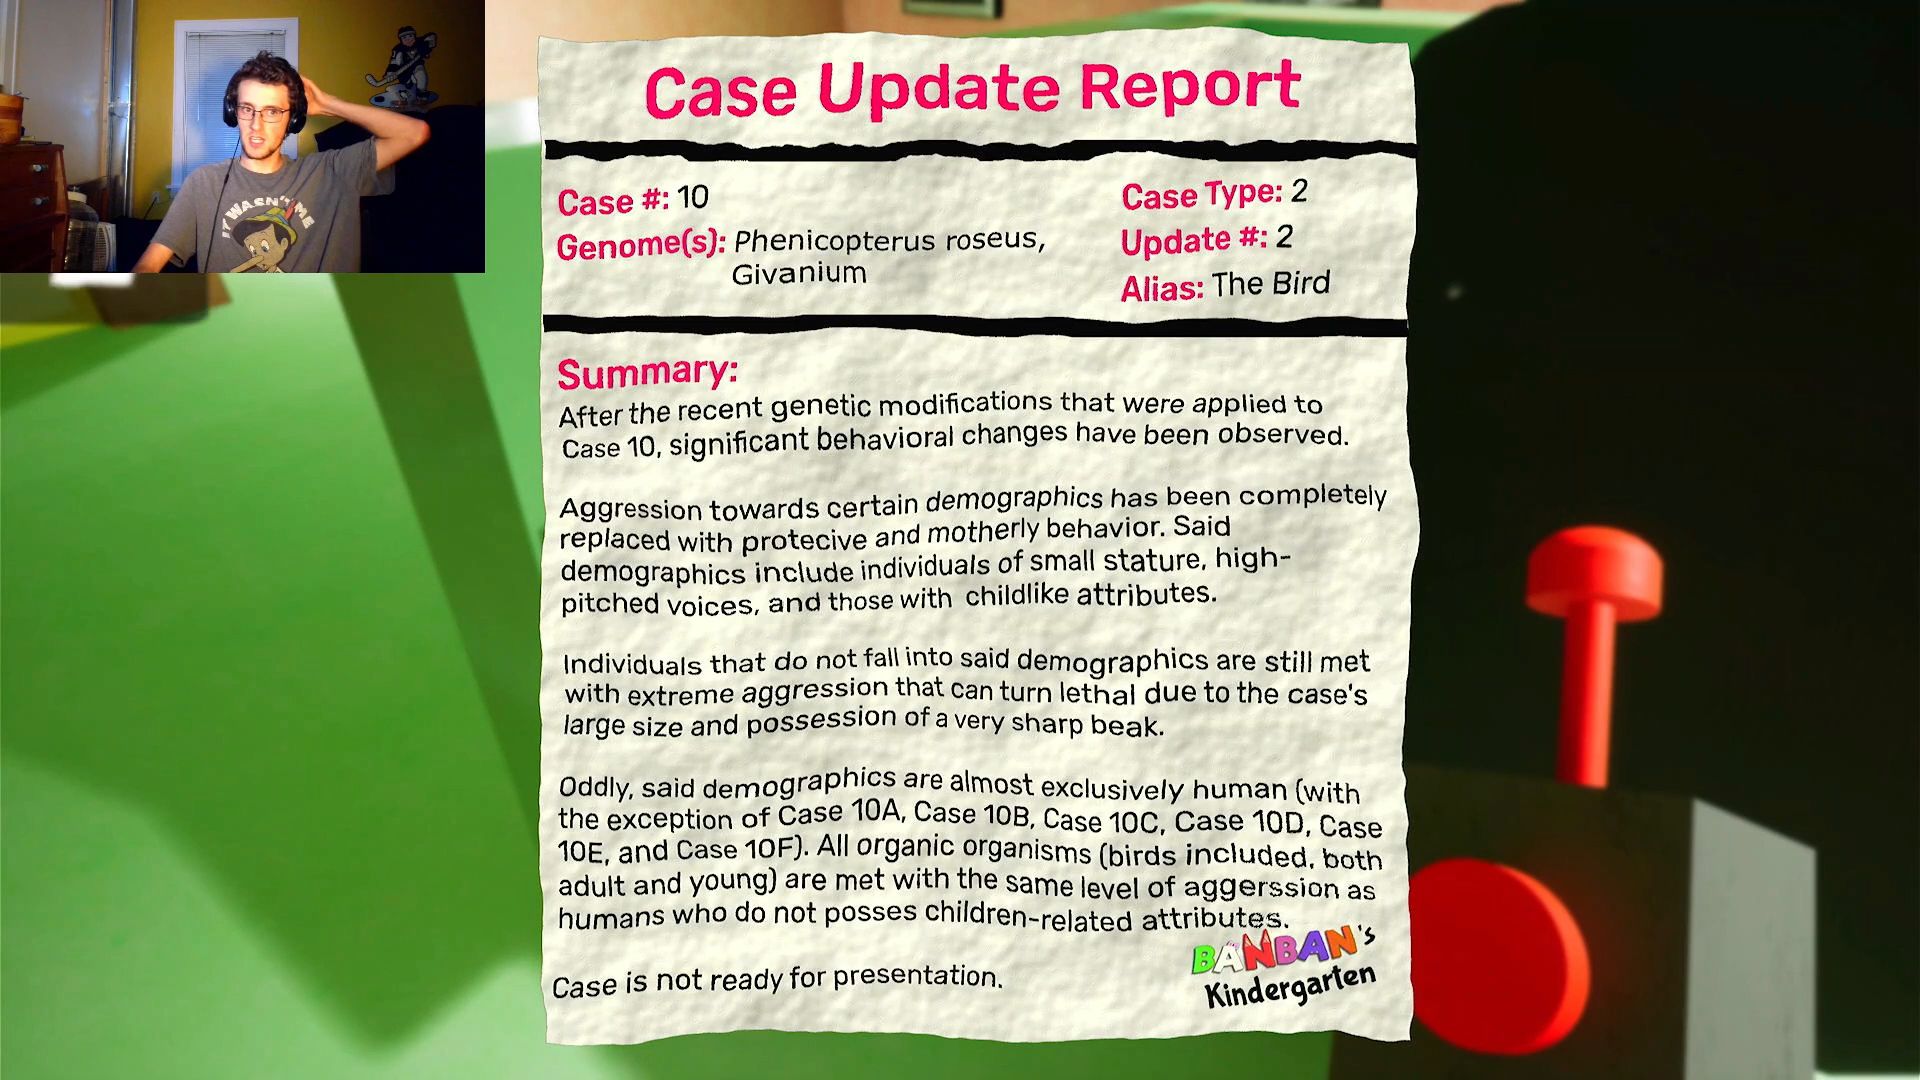 IT WASN'T ME
Case Update Report
Case #: 10
Genome(s): Phenicopterus roseus,
Givanium
Case Type: 2
Update #: 2
Alias: The Bird
Summary:
After the recent genetic modifications that were applied to
Case 10, significant behavioral changes have been observed.
Aggression towards certain demographics has been completely
replaced with protecive and motherly behavior. Said
demographics include individuals of small stature, high-
pitched voices, and those with childlike attributes.
Individuals that do not fall into said demographics are still met
with extreme aggression that can turn lethal due to the case's
large size and possession of a very sharp beak.
Oddly, said demographics are almost exclusively human (with
the exception of Case 10A, Case 10B, Case 10C, Case 10D, Case
10E, and Case 10F). All organic organisms (birds included, both
adult and young) are met with the same level of aggerssion as
humans who do not posses children-related attributes.
Case is not ready for presentation.
BANBAN's
Kindergarten